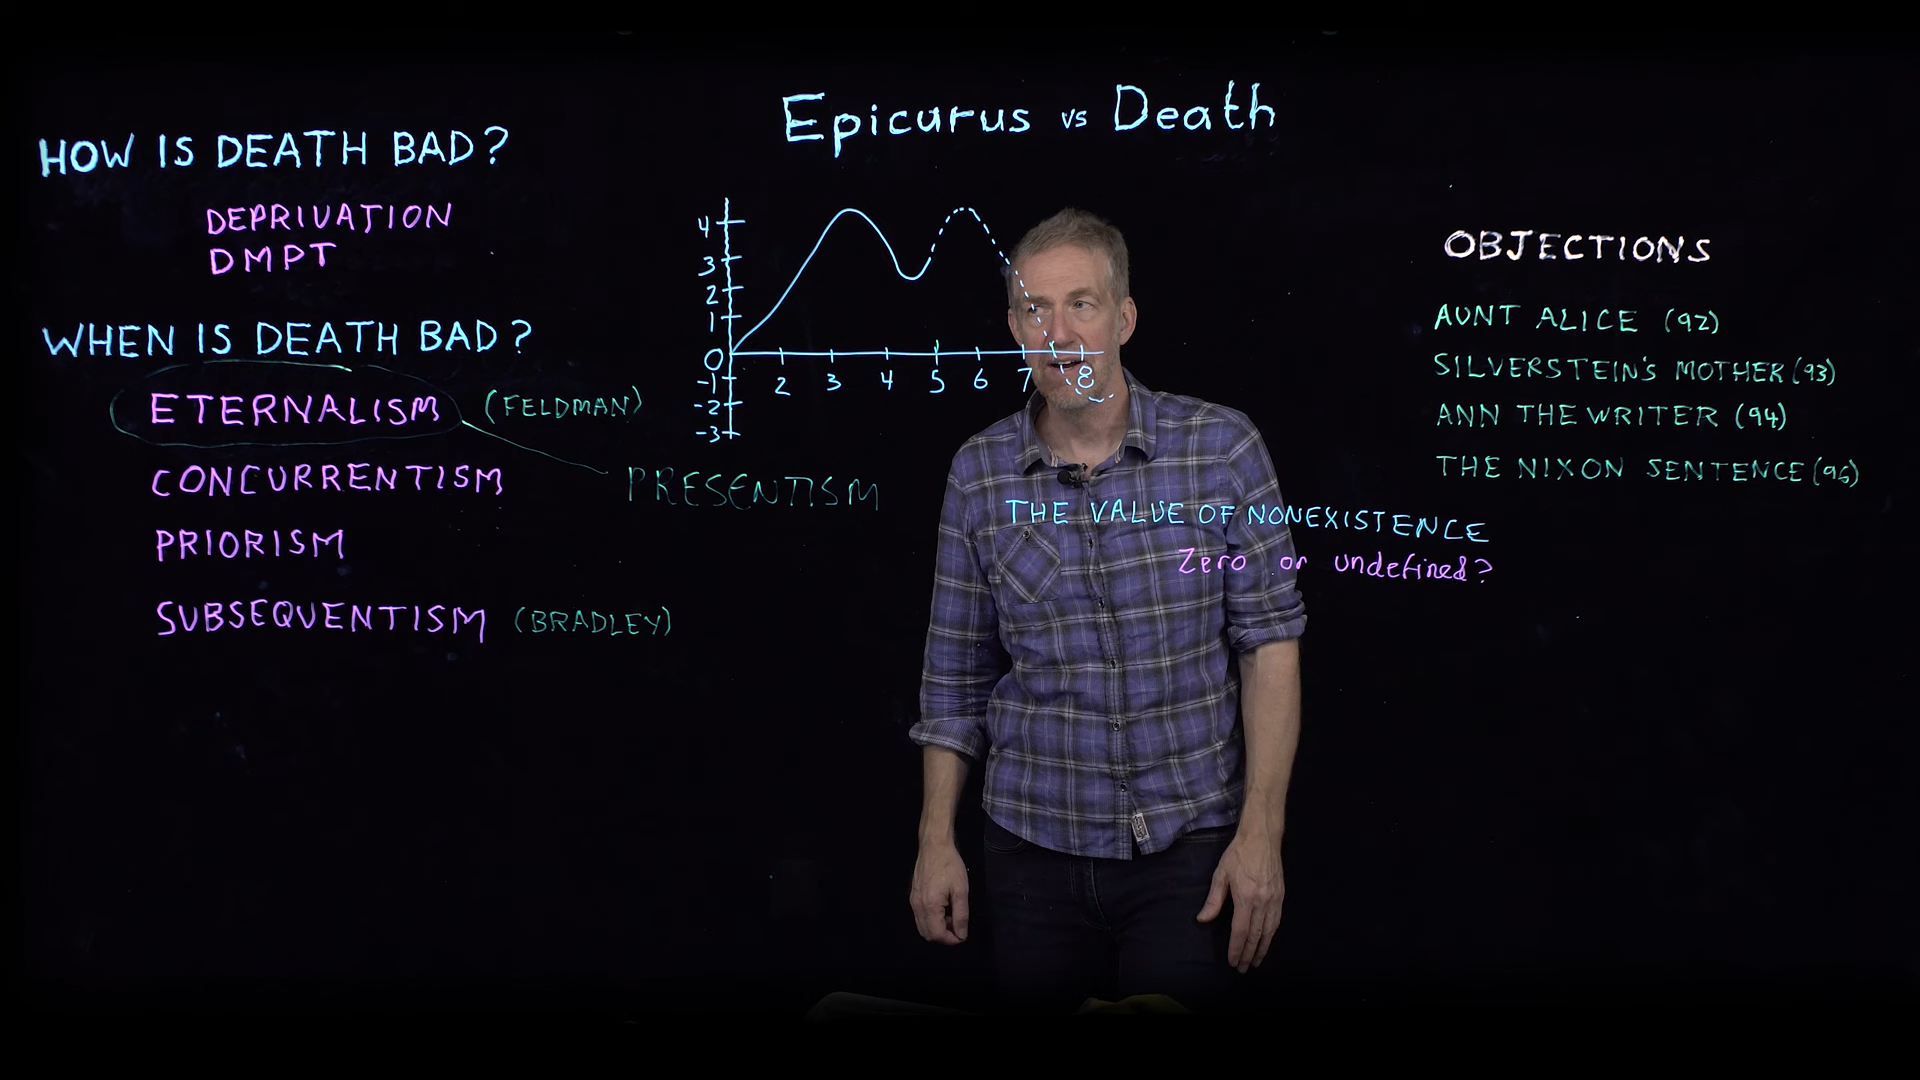 Epicurus vs Death
HOW IS DEATH BAD?
DEPRIVATION
DMPT
WHEN IS DEATH BAD?
ETERNALISM (FELDMAN)
CONCURRENTISM
PRESENTISM
PRIORISM
SUBSEQUENTISM (BRADLEY)
4
3
2
1
0
-1
-2
-3
2 3 4 5 6 7 8
THE VALUE OF NONEXISTENCE
Zero or undefined?
OBJECTIONS
AUNT ALICE (92)
SILVERSTEIN'S MOTHER (93)
ANN THE WRITER (94)
THE NIXON SENTENCE (95)